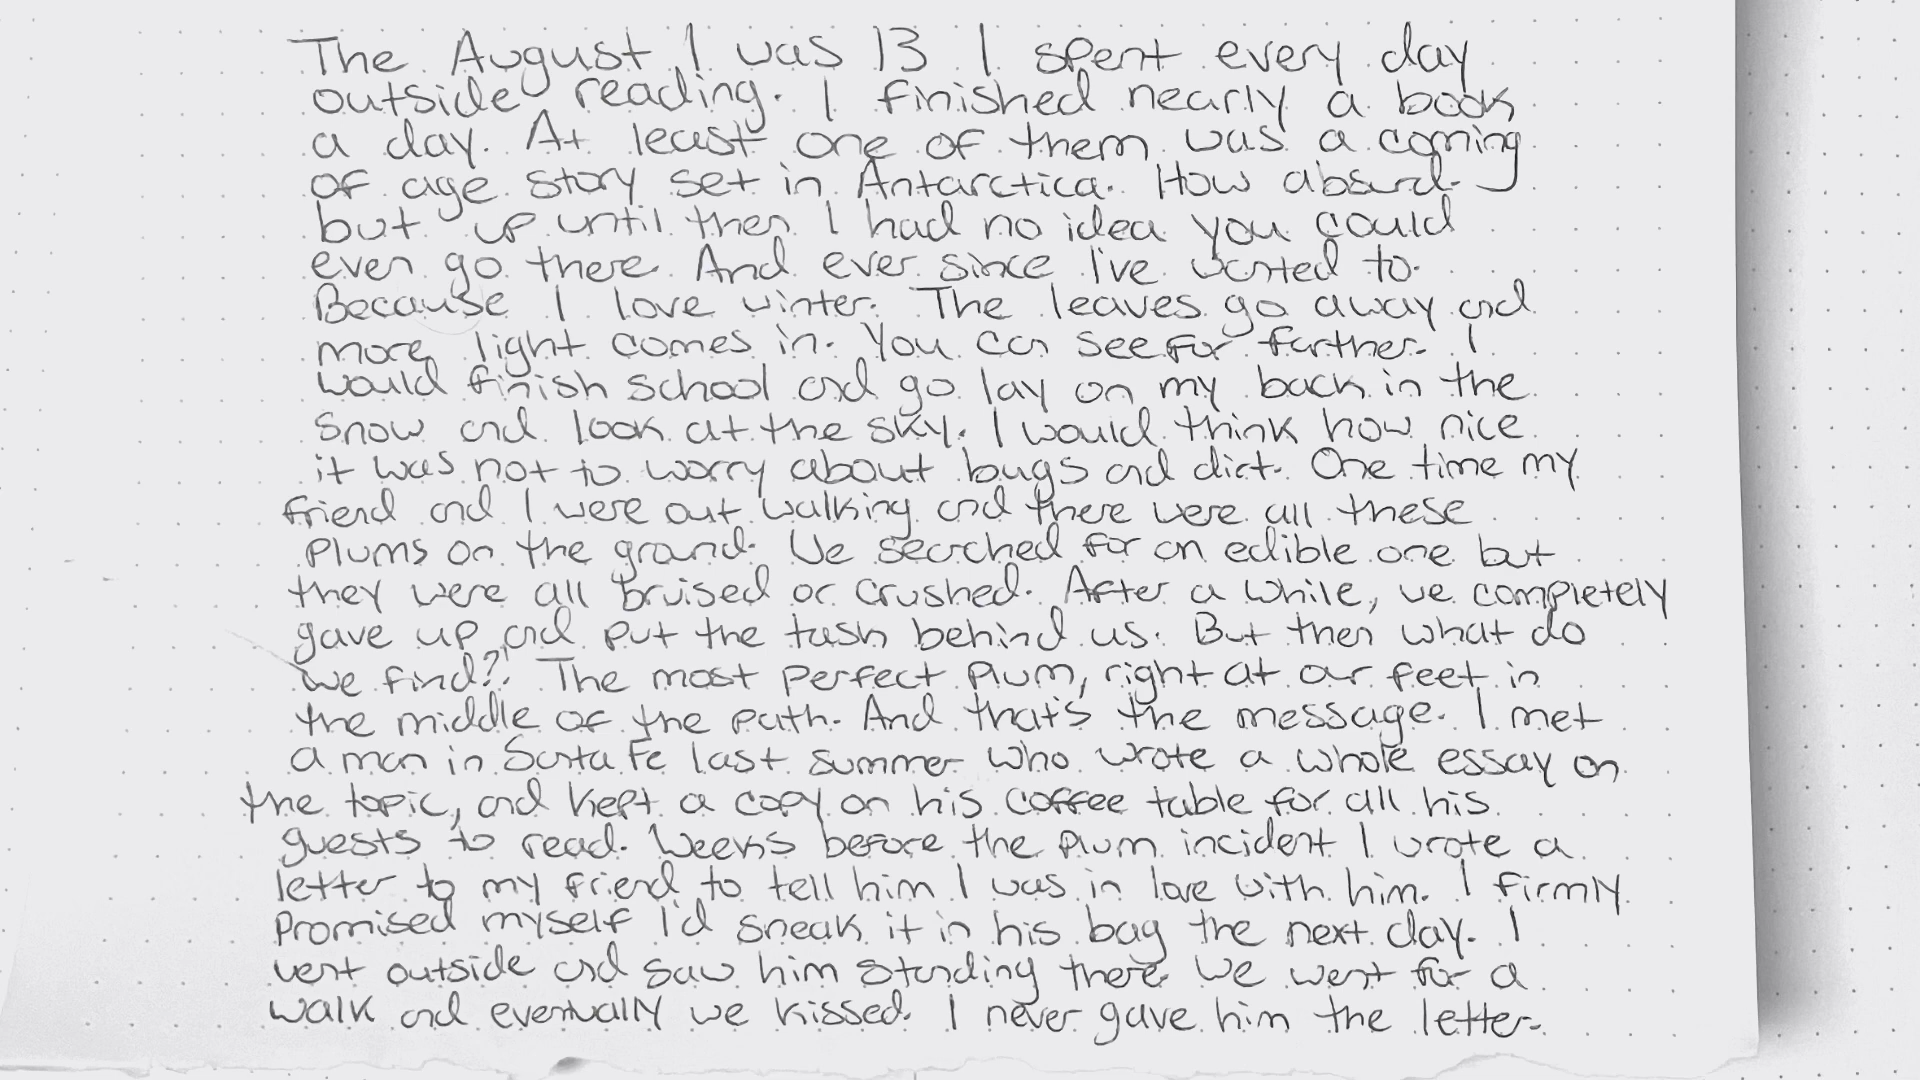 The August I was 13 I spent every day
outside reading. I finished nearly a book
a day. At least one of them was a coming
of age story set in Antarctica. How absurd.
but up until then I had no idea you could
even go there. And ever since I've wanted to.
Because I love winter. The leaves go away and
more light comes in. You can see far farther. I
would finish school and go lay on my back in the
snow and look at the sky. I would think how nice
it was not to worry about bugs and dirt. One time my
friend and I were out walking and there were all these
plums on the ground. We searched for an edible one but
they were all bruised or crushed. After a while, we completely
gave up and put the task behind us. But then what do
we find?! The most perfect plum, right at our feet in
the middle of the path. And that's the message. I met
a man in Santa Fe last summer who wrote a whole essay on
the topic, and kept a copy on his coffee table for all his
guests to read. Weeks before the plum incident I wrote a
letter to my friend to tell him I was in love with him. I firmly
promised myself I'd sneak it in his bag the next day. I
went outside and saw him standing there. We went for a
walk and eventually we kissed. I never gave him the letter.